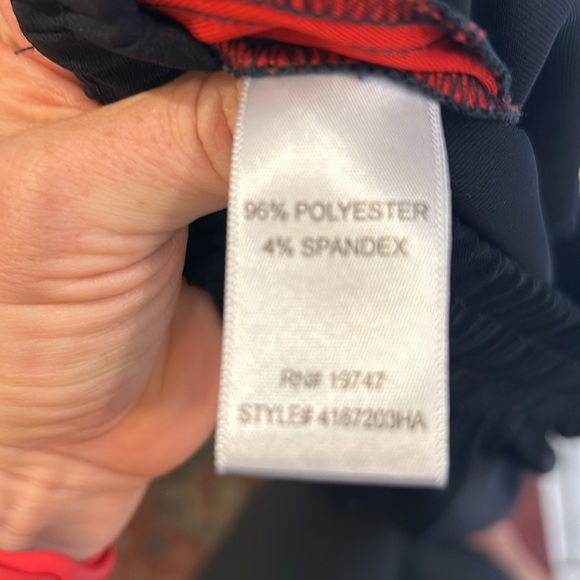 96% POLYESTER
4% SPANDEX
RN# 19747
STYLE# 4167203HA